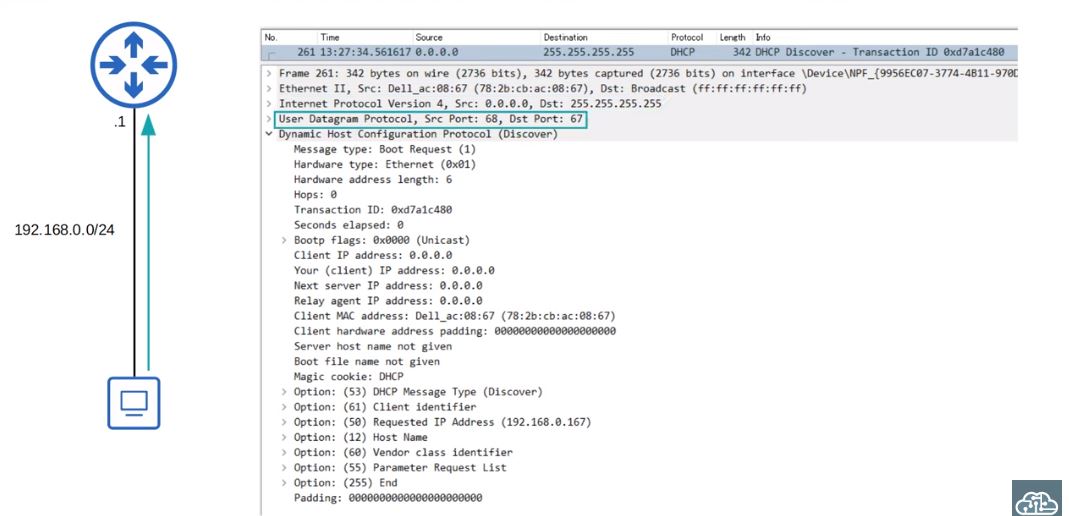 No. Time Source Destination Protocol Length Info
261 13:27:34.561617 0.0.0.0 255.255.255.255 DHCP 342 DHCP Discover - Transaction ID 0xd7a1c480
> Frame 261: 342 bytes on wire (2736 bits), 342 bytes captured (2736 bits) on interface \Device\NPF_{9956EC07-3774-4B11-970D
> Ethernet II, Src: Dell_ac:08:67 (78:2b:cb:ac:08:67), Dst: Broadcast (ff:ff:ff:ff:ff:ff)
> Internet Protocol Version 4, Src: 0.0.0.0, Dst: 255.255.255.255
> User Datagram Protocol, Src Port: 68, Dst Port: 67
Dynamic Host Configuration Protocol (Discover)
Message type: Boot Request (1)
Hardware type: Ethernet (0x01)
Hardware address length: 6
Hops: 0
Transaction ID: 0xd7a1c480
Seconds elapsed: 0
> Bootp flags: 0x0000 (Unicast)
Client IP address: 0.0.0.0
Your (client) IP address: 0.0.0.0
Next server IP address: 0.0.0.0
Relay agent IP address: 0.0.0.0
Client MAC address: Dell_ac:08:67 (78:2b:cb:ac:08:67)
Client hardware address padding: 00000000000000000000
Server host name not given
Boot file name not given
Magic cookie: DHCP
> Option: (53) DHCP Message Type (Discover)
> Option: (61) Client identifier
> Option: (50) Requested IP Address (192.168.0.167)
> Option: (12) Host Name
> Option: (60) Vendor class identifier
> Option: (55) Parameter Request List
> Option: (255) End
Padding: 0000000000000000000000
.1
192.168.0.0/24